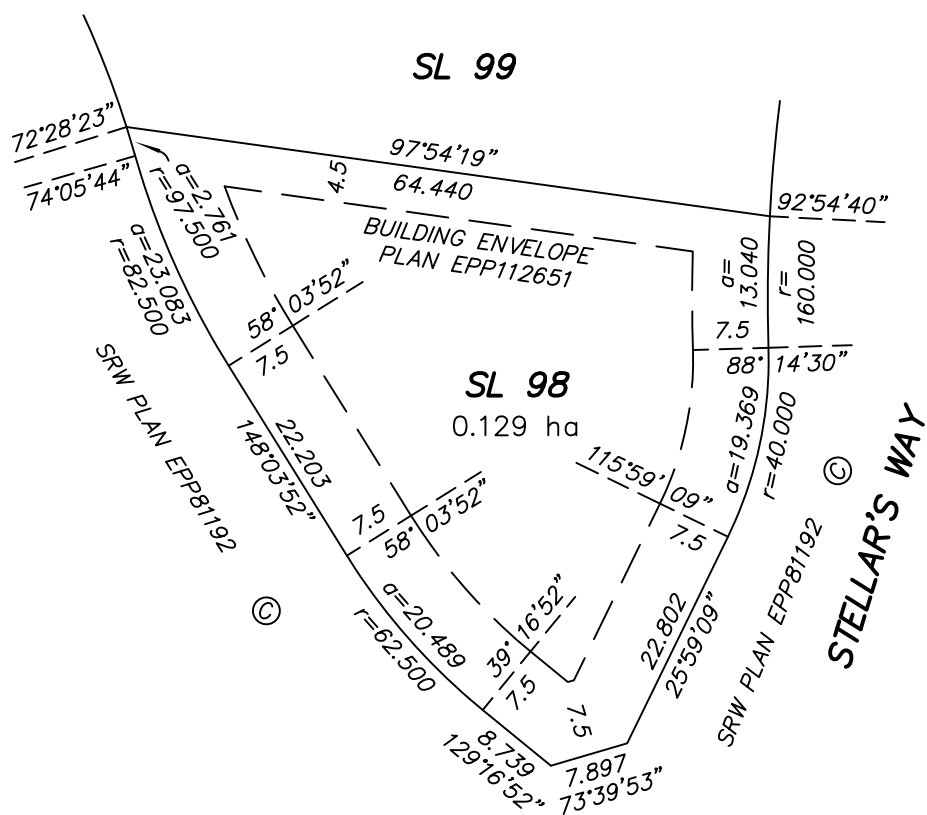 SL 99
72°28'23"
97°54'19"
74°05'44"
a=2.761
r=97.500
4.5
64.440
92°54'40"
BUILDING ENVELOPE
PLAN EPP112651
a=23.083
r=82.500
a=
13.040
r=
160.000
58° 03'52"
7.5
7.5
88° 14'30"
SRW PLAN EPP81192
SL 98
0.129 ha
22.203
148°03'52"
a=19.369
r=40.000
115°59' 09"
7.5
©
STELLAR'S WAY
7.5
58° 03'52"
©
a=20.489
r=62.500
39° 16'52"
7.5
22.802
25°59'09"
SRW PLAN EPP81192
7.5
8.739
129°16'52"
7.897
73°39'53"